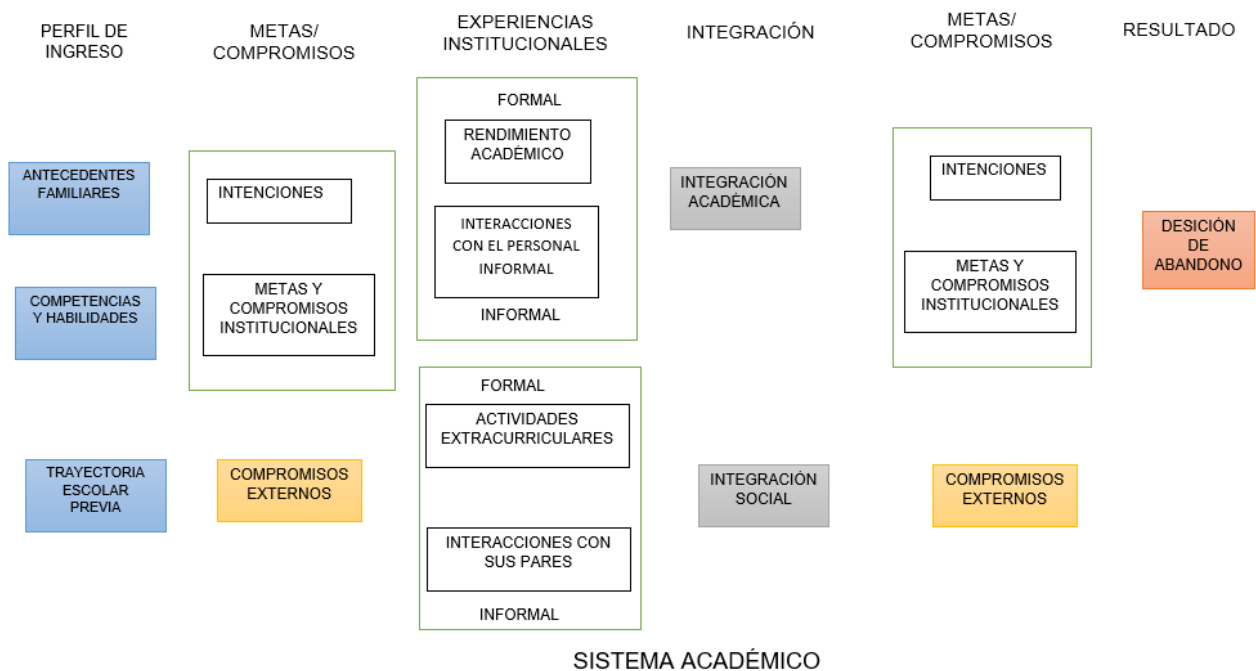 PERFIL DE
INGRESO
METAS/
COMPROMISOS
EXPERIENCIAS
INSTITUCIONALES
INTEGRACIÓN
METAS/
COMPROMISOS
RESULTADO
ANTECEDENTES
FAMILIARES
COMPETENCIAS
Y HABILIDADES
TRAYECTORIA
ESCOLAR
PREVIA
INTENCIONES
METAS Y
COMPROMISOS
INSTITUCIONALES
COMPROMISOS
EXTERNOS
FORMAL
RENDIMIENTO
ACADÉMICO
INTERACCIONES
CON EL PERSONAL
INFORMAL
INFORMAL
FORMAL
ACTIVIDADES
EXTRACURRICULARES
INTERACCIONES CON
SUS PARES
INFORMAL
INTEGRACIÓN
ACADÉMICA
INTEGRACIÓN
SOCIAL
INTENCIONES
METAS Y
COMPROMISOS
INSTITUCIONALES
COMPROMISOS
EXTERNOS
DESICIÓN
DE
ABANDONO
SISTEMA ACADÉMICO